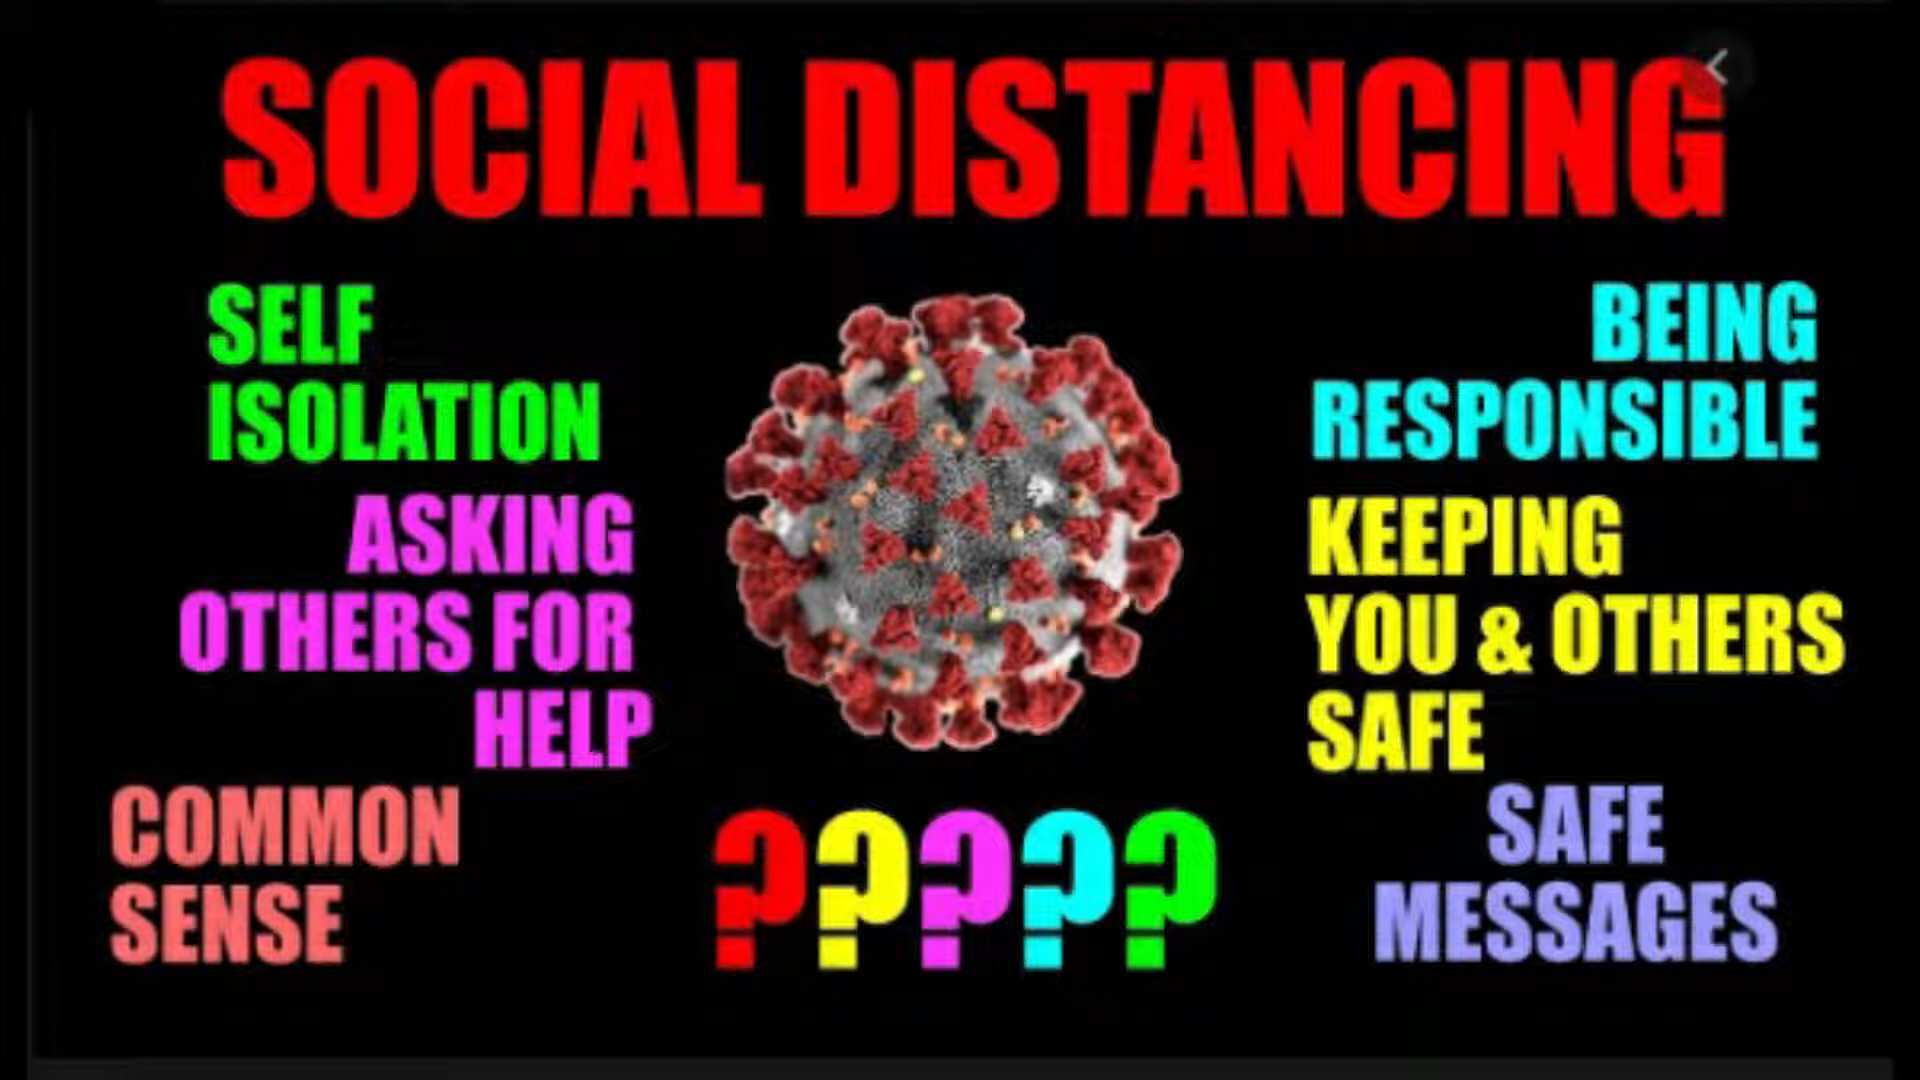 SOCIAL DISTANCING
SELF
ISOLATION
ASKING
OTHERS FOR
HELP
COMMON
SENSE
?????
BEING
RESPONSIBLE
KEEPING
YOU & OTHERS
SAFE
SAFE
MESSAGES